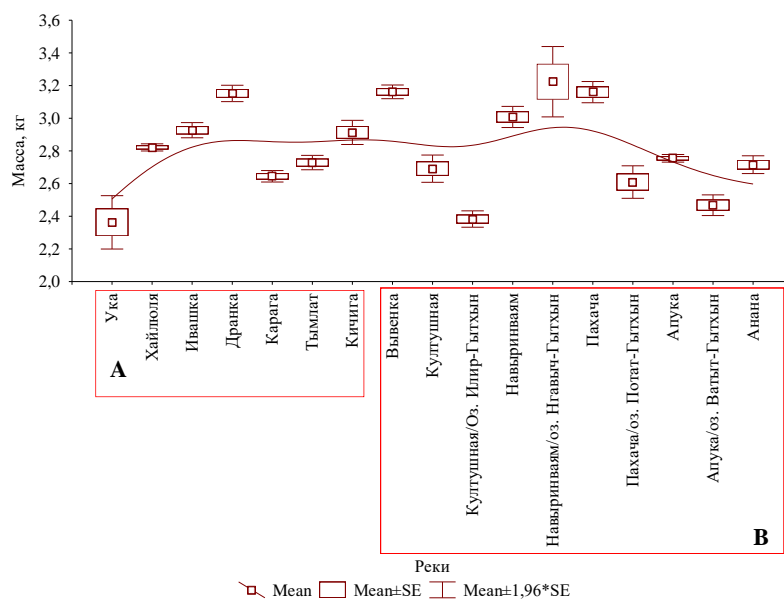 Масса, кг
3,6
3,4
3,2
3,0
2,8
2,6
2,4
2,2
2,0
Ука
Хайлюля
Ивашка
Дранка
Карага
Тымлат
Кичига
Вывенка
Култушная
Култушная/Оз. Илир-Гытхын
Навыринваям
Навыринваям/оз. Нгавыч-Гытхын
Пахача
Пахача/оз. Потат-Гытхын
Апука
Апука/оз. Ватыт-Гытхын
Анана
А
В
Реки
Mean
Mean±SE
Mean±1,96*SE